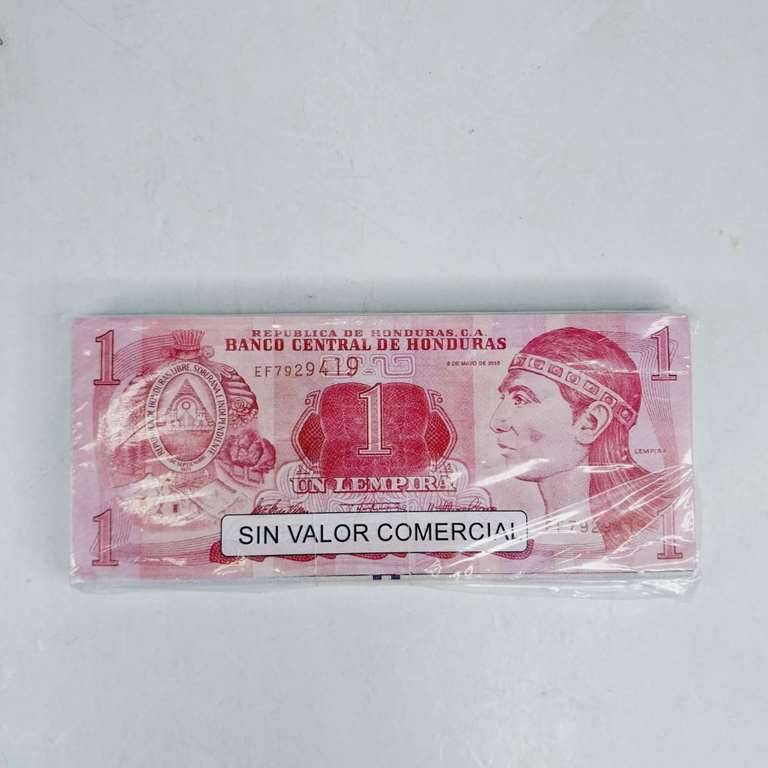 1
REPUBLICA DE HONDURAS, C.A.
BANCO CENTRAL DE HONDURAS
1
EF7929419
1
UN LEMPIRA
LEMPIRA
SIN VALOR COMERCIAL
1
1